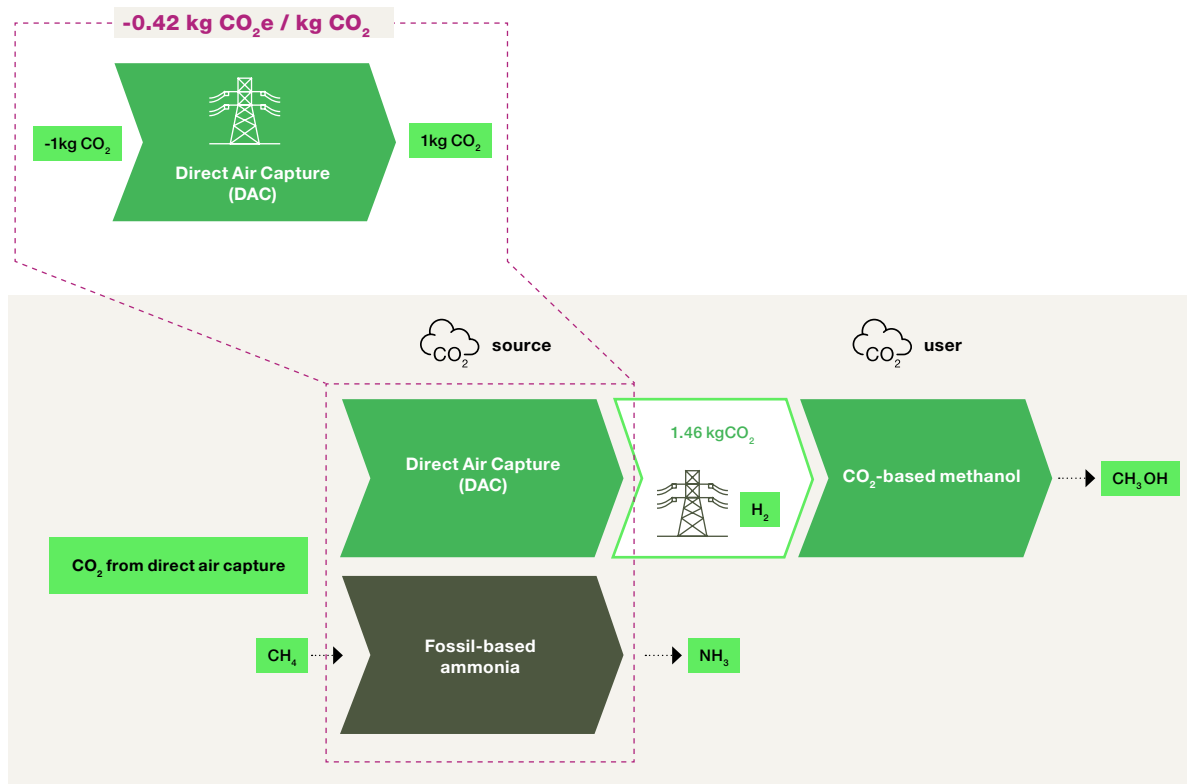 -0.42 kg CO₂e / kg CO₂
-1kg CO₂
Direct Air Capture
(DAC)
1kg CO₂
CO₂
source
CO₂
user
Direct Air Capture
(DAC)
1.46 kgCO₂
H₂
CO₂-based methanol
CH₃OH
CO₂ from direct air capture
CH₄
Fossil-based
ammonia
NH₃